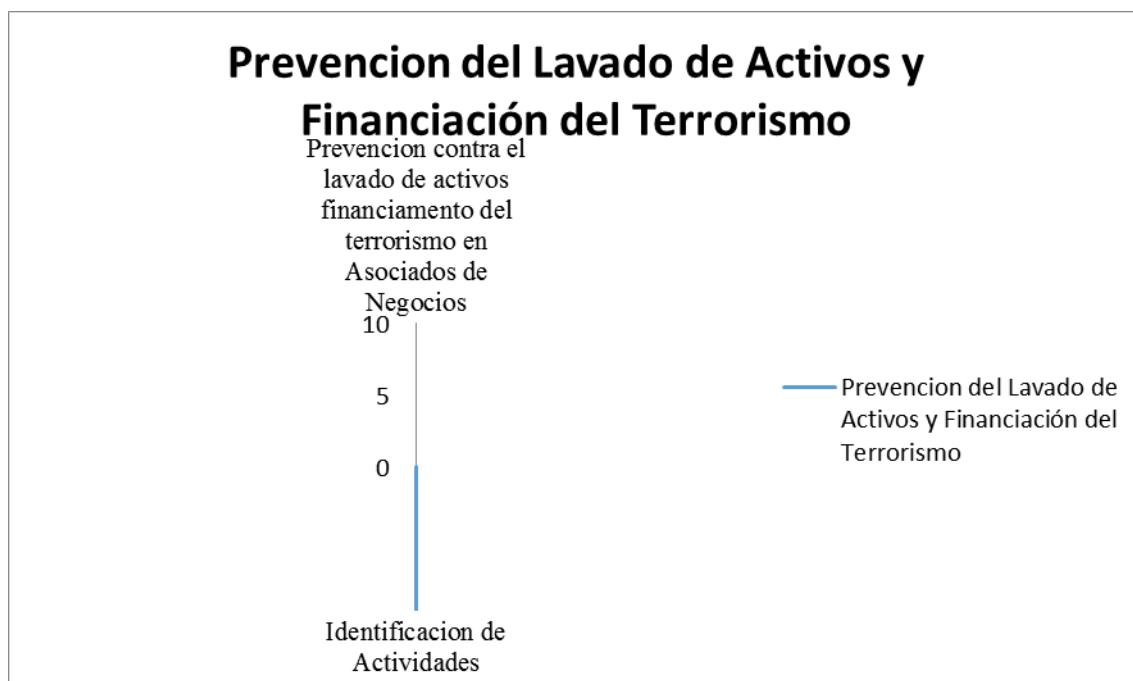 Prevencion del Lavado de Activos y
Financiación del Terrorismo
Prevencion contra el
lavado de activos
financiamento del
terrorismo en
Asociados de
Negocios
10
5
0
Prevencion del Lavado de
Activos y Financiación del
Terrorismo
Identificacion de
Actividades